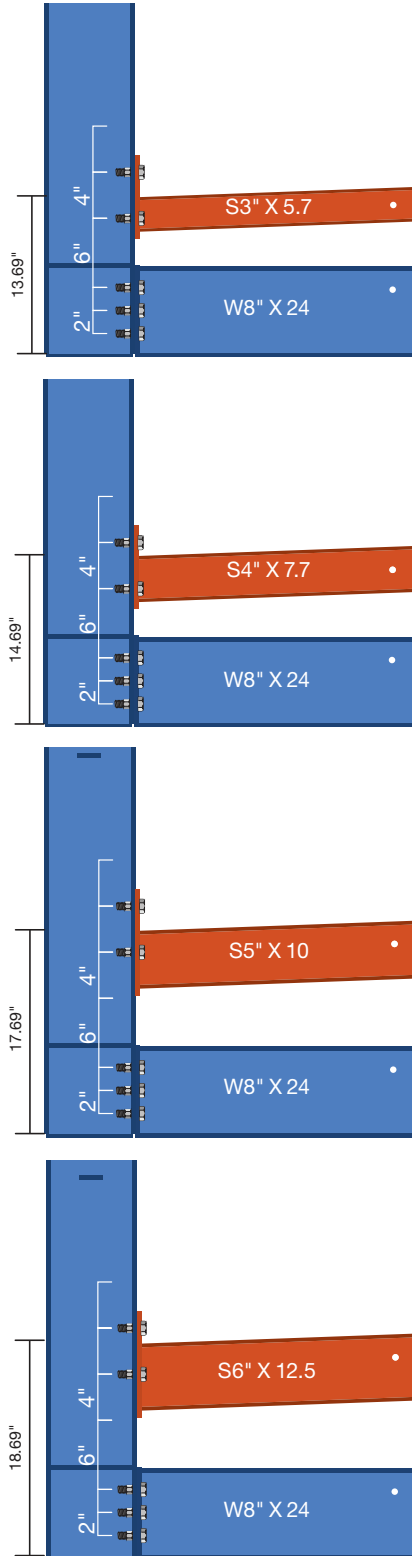 4"
S3" X 5.7
6"
13.69"
W8" X 24
2"
4"
S4" X 7.7
6"
14.69"
W8" X 24
2"
S5" X 10
4"
17.69"
6"
W8" X 24
2"
S6" X 12.5
4"
18.69"
6"
W8" X 24
2"